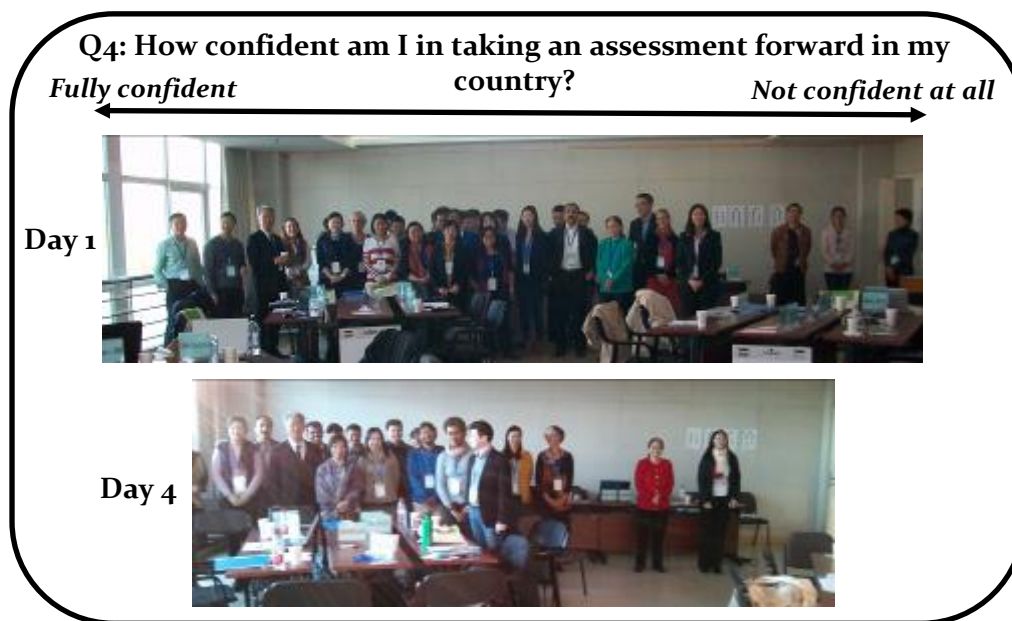 Q4: How confident am I in taking an assessment forward in my
country?
Fully confident
Not confident at all
Day 1
Day 4